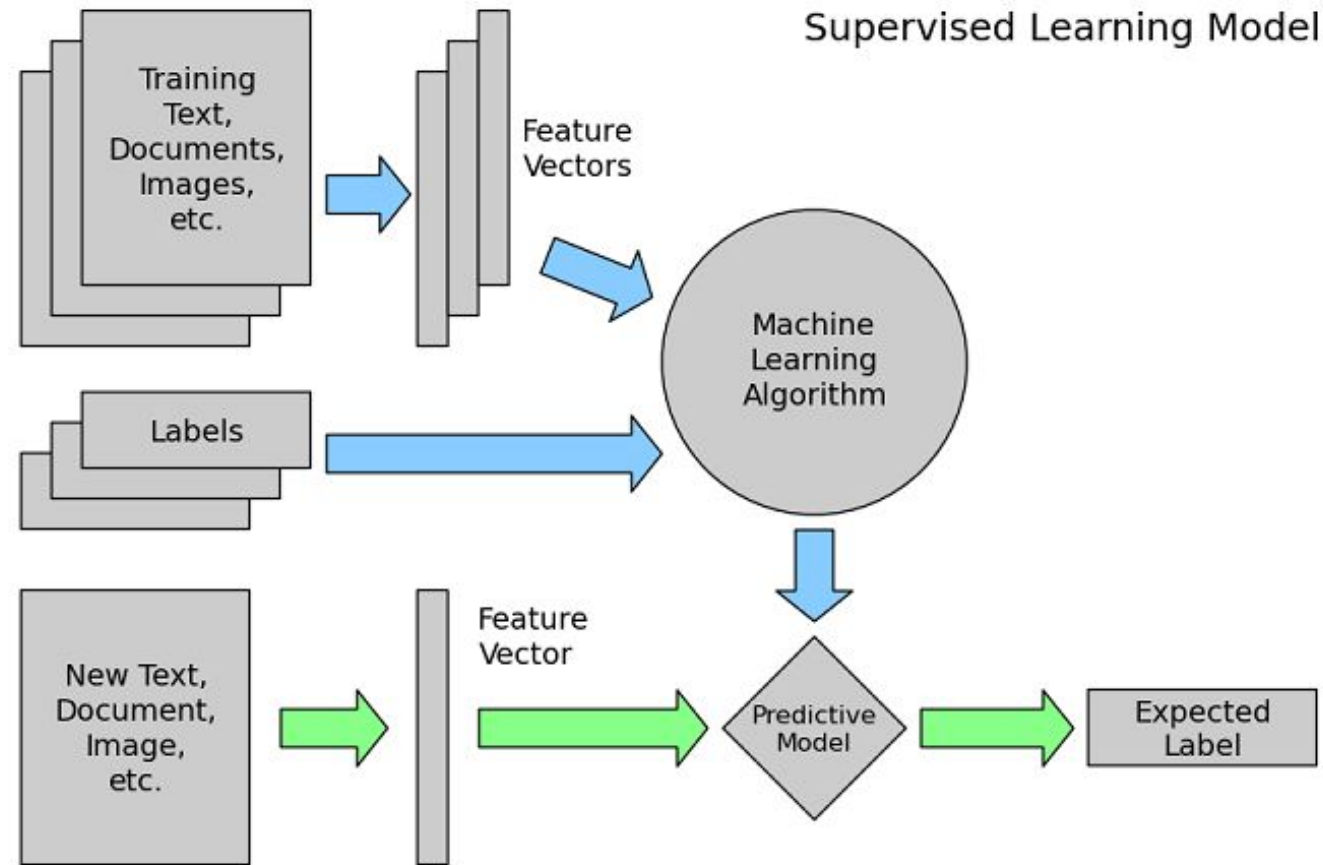 Supervised Learning Model
Training
Text,
Documents,
Images,
etc.
Feature
Vectors
Machine
Learning
Algorithm
Labels
Feature
Vector
New Text,
Document,
Image,
etc.
Predictive
Model
Expected
Label